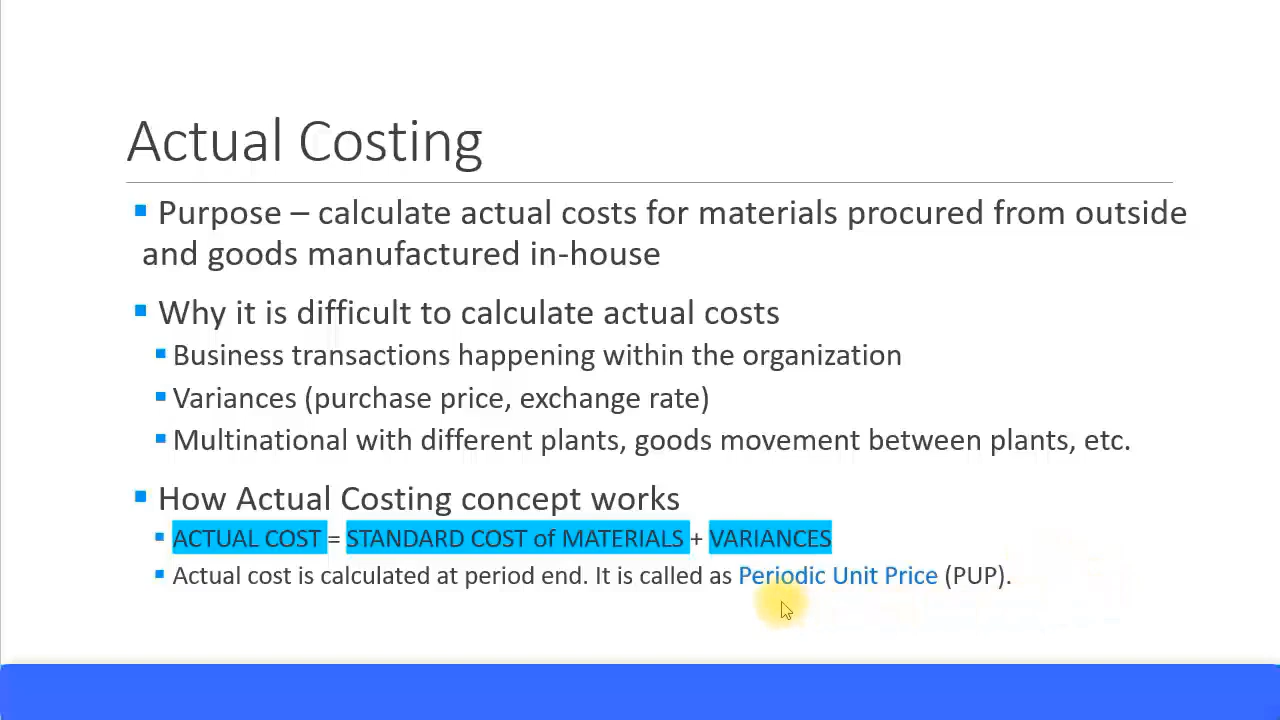 Actual Costing
Purpose – calculate actual costs for materials procured from outside
and goods manufactured in-house
Why it is difficult to calculate actual costs
Business transactions happening within the organization
Variances (purchase price, exchange rate)
Multinational with different plants, goods movement between plants, etc.
How Actual Costing concept works
ACTUAL COST = STANDARD COST of MATERIALS + VARIANCES
Actual cost is calculated at period end. It is called as Periodic Unit Price (PUP).